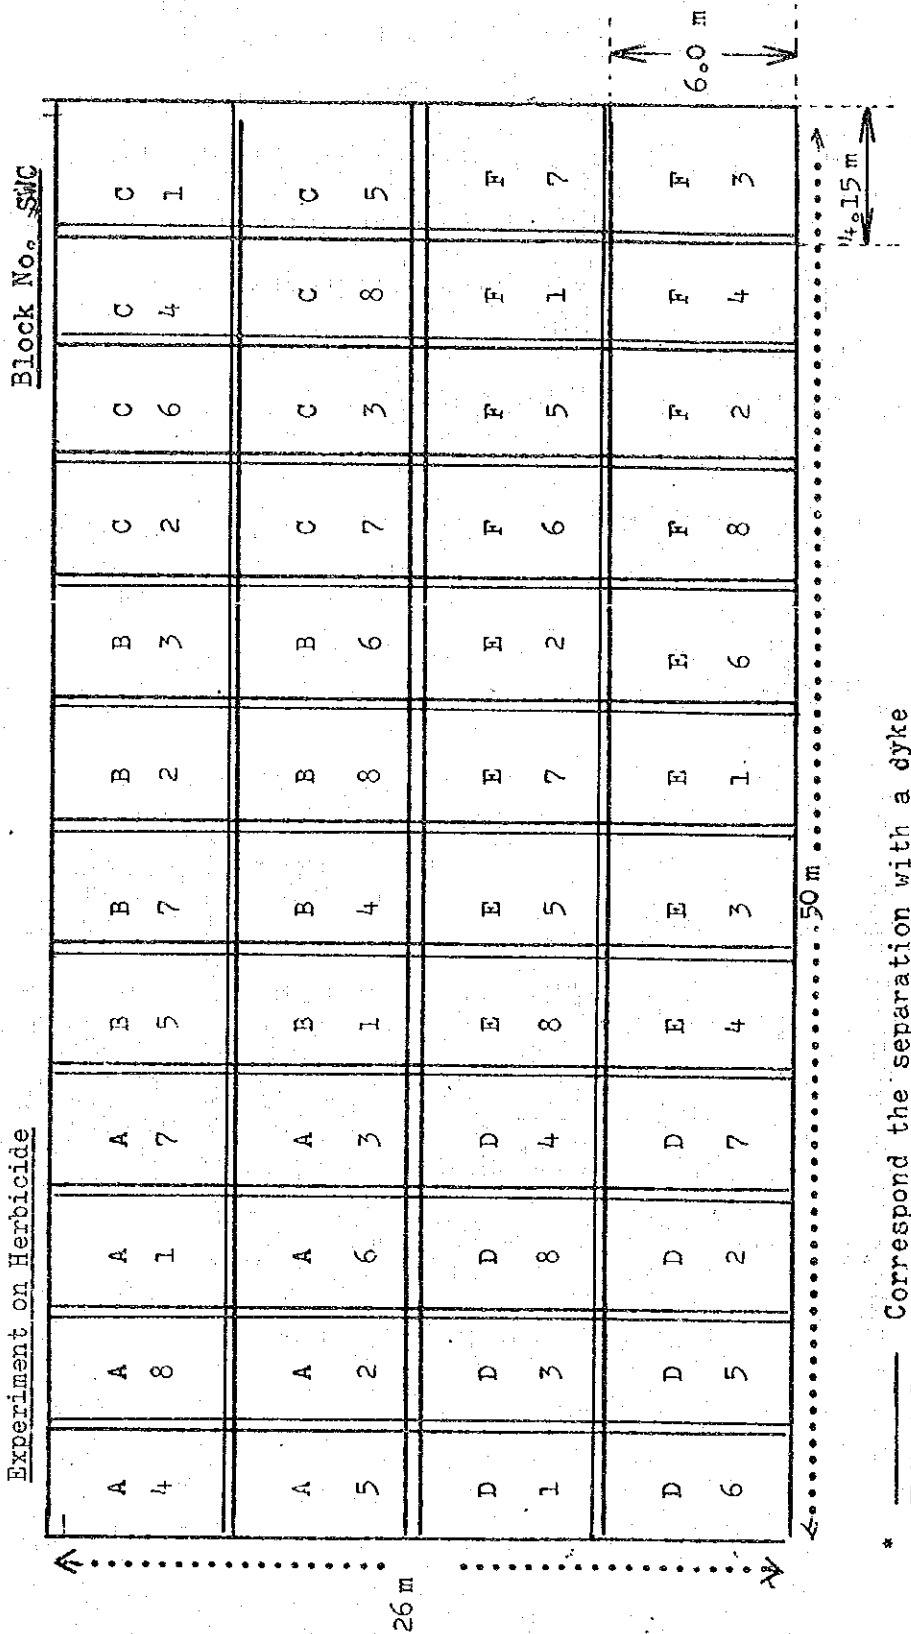 Experiment on Herbicide Block No. SWC
A A A A B B B B C C C C
4 8 1 7 5 7 2 3 2 6 4 1
A A A A B B B B C C C C
5 2 6 3 1 4 8 6 7 3 8 5
26 m
D D D D E E E E F F F F
1 3 8 4 8 5 7 2 6 5 1 7
D D D D E E E E F F F F
6 5 2 7 4 3 1 6 8 2 4 3
6.0 m
50 m
4.15 m
* Correspond the separation with a dyke